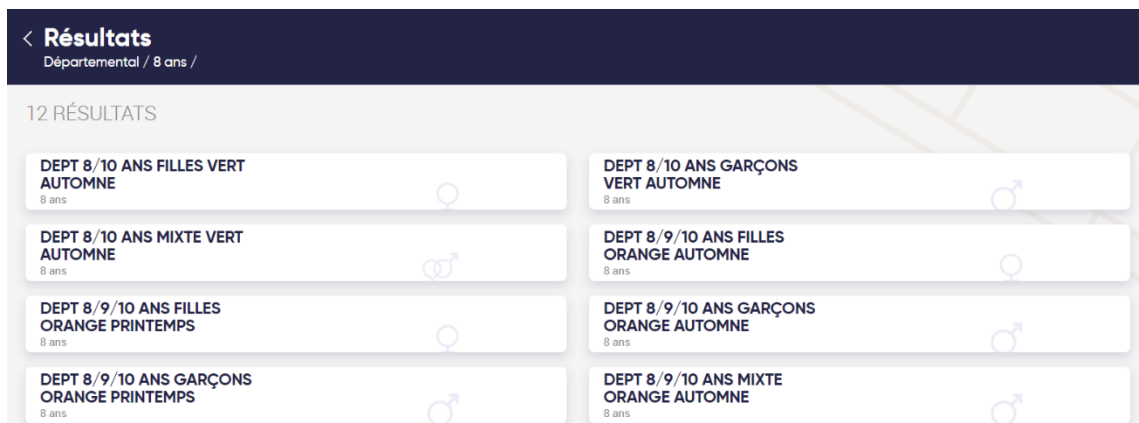 Résultats
Départemental / 8 ans /
12 RÉSULTATS
DEPT 8/10 ANS FILLES VERT
AUTOMNE
8 ans
DEPT 8/10 ANS GARÇONS
VERT AUTOMNE
8 ans
DEPT 8/10 ANS MIXTE VERT
AUTOMNE
8 ans
DEPT 8/9/10 ANS FILLES
ORANGE AUTOMNE
8 ans
DEPT 8/9/10 ANS FILLES
ORANGE PRINTEMPS
8 ans
DEPT 8/9/10 ANS GARÇONS
ORANGE AUTOMNE
8 ans
DEPT 8/9/10 ANS GARÇONS
ORANGE PRINTEMPS
8 ans
DEPT 8/9/10 ANS MIXTE
ORANGE AUTOMNE
8 ans